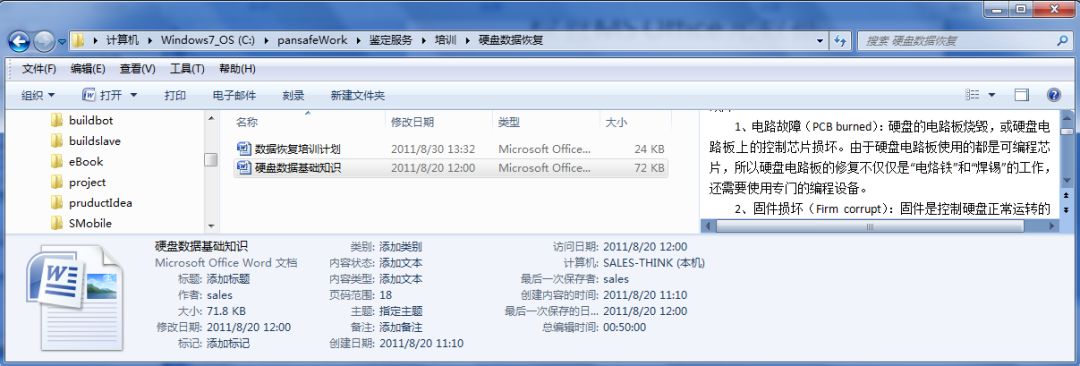 计算机 ▸ Windows7_OS (C:) ▸ pansafeWork ▸ 鉴定服务 ▸ 培训 ▸ 硬盘数据恢复
搜索 硬盘数据恢复
文件(F) 编辑(E) 查看(V) 工具(T) 帮助(H)
组织 打开 打印 电子邮件 刻录 新建文件夹
buildbot
buildslave
eBook
project
pruductIdea
SMobile
名称 修改日期 类型 大小
数据恢复培训计划 2011/8/30 13:32 Microsoft Office... 24 KB
硬盘数据基础知识 2011/8/20 12:00 Microsoft Office... 72 KB
1、电路故障（PCB burned）：硬盘的电路板烧毁，或硬盘电
路板上的控制芯片损坏。由于硬盘电路板使用的都是可编程芯
片，所以硬盘电路板的修复不仅仅是“电烙铁”和“焊锡”的工作，
还需要使用专门的编程设备。
2、固件损坏（Firm corrupt）：固件是控制硬盘正常运转的
硬盘数据基础知识
Microsoft Office Word 文档
标题: 添加标题
作者: sales
大小: 71.8 KB
修改日期: 2011/8/20 12:00
标记: 添加标记
类别: 添加类别
内容状态: 添加文本
内容类型: 添加文本
页码范围: 18
主题: 指定主题
备注: 添加备注
创建日期: 2011/8/20 11:10
访问日期: 2011/8/20 12:00
计算机: SALES-THINK (本机)
最后一次保存者: sales
创建内容的时间: 2011/8/20 11:10
最后一次保存的日... 2011/8/20 12:00
总编辑时间: 00:50:00